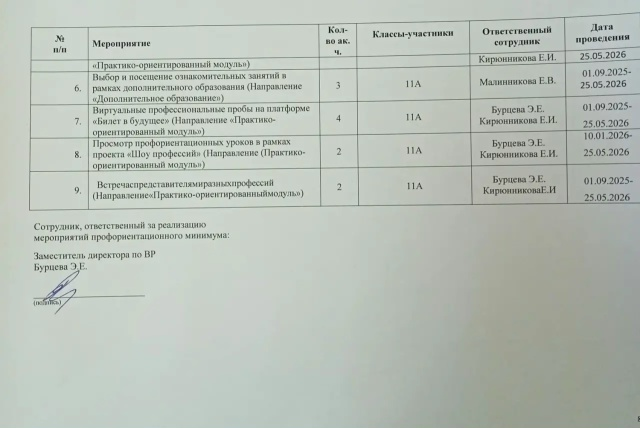 № п/п Мероприятие Кол-во ак. ч. Классы-участники Ответственный сотрудник Дата проведения
«Практико-ориентированный модуль») Кирюнникова Е.И. 25.05.2026
6. Выбор и посещение ознакомительных занятий в 3 11А Малинникова Е.В. 01.09.2025-
рамках дополнительного образования (Направление 25.05.2026
«Дополнительное образование»)
7. Виртуальные профессиональные пробы на платформе 4 11А Бурцева Э.Е. 01.09.2025-
«Билет в будущее» (Направление «Практико- Кирюнникова Е.И.
ориентированный модуль») 25.05.2026
8. Просмотр профориентационных уроков в рамках 2 11А Бурцева Э.Е. 10.01.2026-
проекта «Шоу профессий» (Направление (Практико- Кирюнникова Е.И. 25.05.2026
ориентированный модуль»)
9. Встречаспредставителямиразныхпрофессий 2 11А Бурцева Э.Е. 01.09.2025-
(Направление«Практико-ориентированныймодуль») КирюнниковаЕ.И 25.05.2026
Сотрудник, ответственный за реализацию
мероприятий профориентационного минимума:
Заместитель директора по ВР
Бурцева Э.Е.
(подпись)